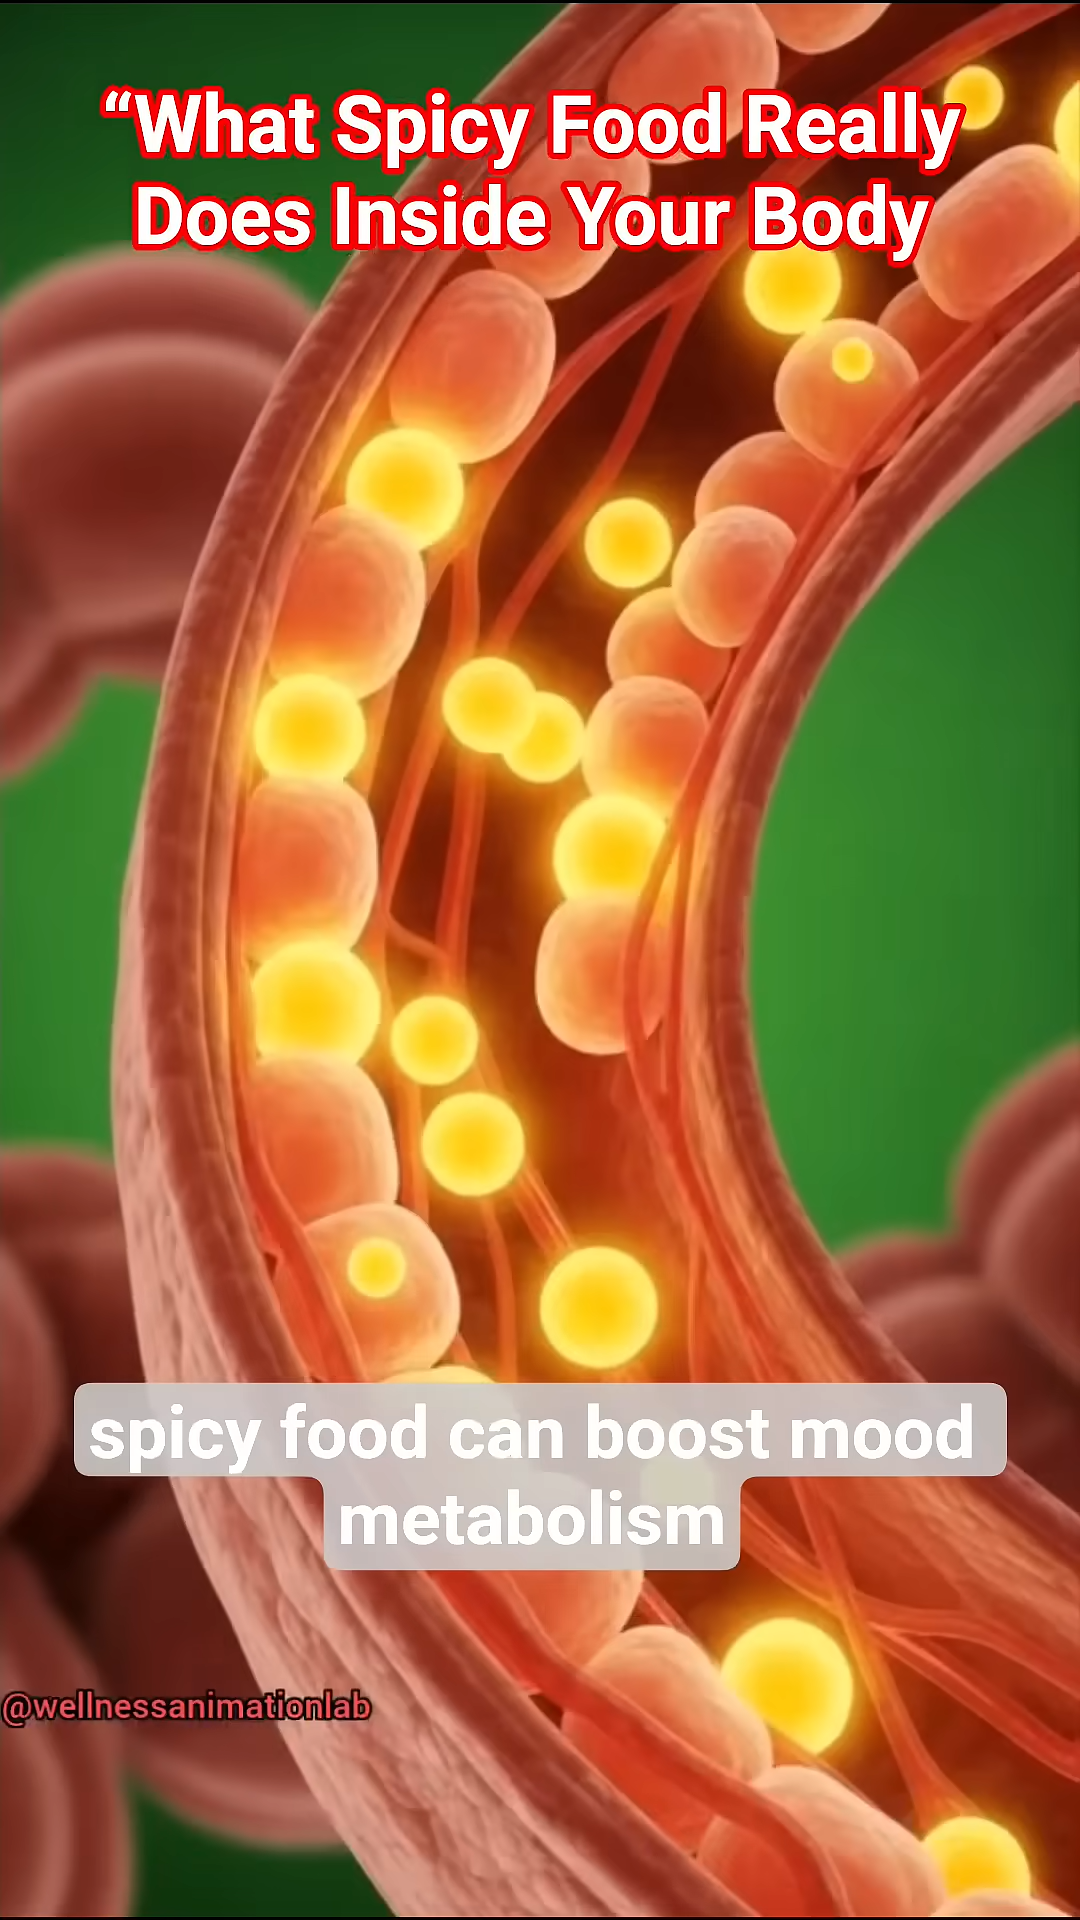 “What Spicy Food Really
Does Inside Your Body
spicy food can boost mood
metabolism
@wellnessanimationlab